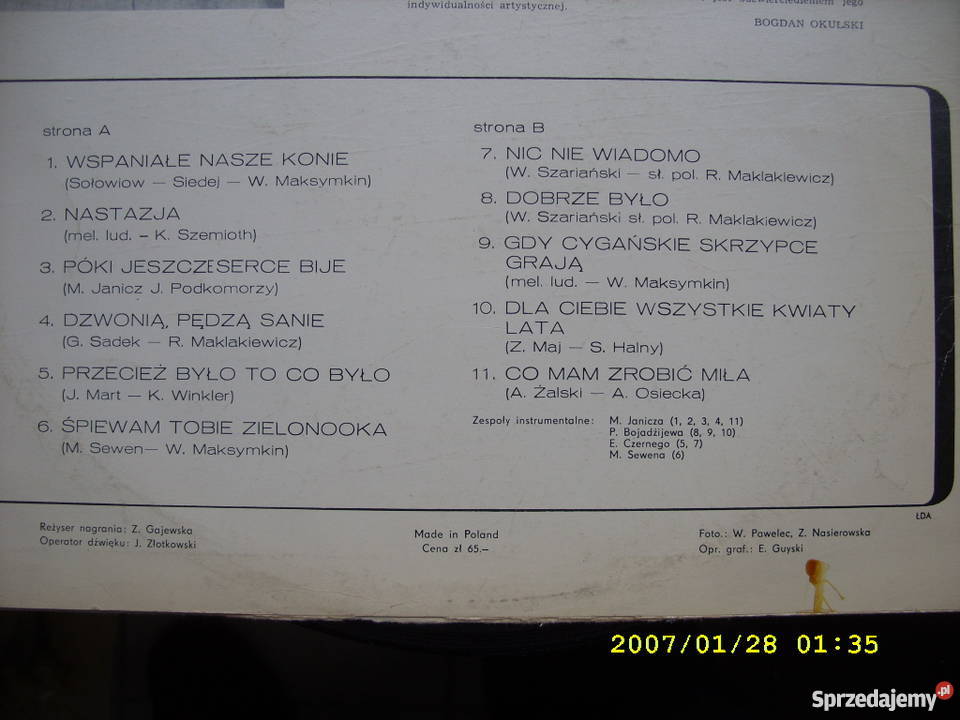 indywidualności artystycznej.
jego
BOGDAN OKULSKI
strona A
1. WSPANIAŁE NASZE KONIE
(Sołowiow – Siedej – W. Maksymkin)
2. NASTAZJA
(mel. lud. – K. Szemioth)
3. PÓKI JESZCZE SERCE BIJE
(M. Janicz J. Podkomorzy)
4. DZWONIĄ, PĘDZĄ SANIE
(G. Sadek – R. Maklakiewicz)
5. PRZECIEŻ BYŁO TO CO BYŁO
(J. Mart – K. Winkler)
6. ŚPIEWAM TOBIE ZIELONOOKA
(M. Sewen– W. Maksymkin)
strona B
7. NIC NIE WIADOMO
(W. Szariański – sł. pol. R. Maklakiewicz)
8. DOBRZE BYŁO
(W. Szariański sł. pol. R. Maklakiewicz)
9. GDY CYGAŃSKIE SKRZYPCE
GRAJĄ
(mel. lud. – W. Maksymkin)
10. DLA CIEBIE WSZYSTKIE KWIATY
LATA
(Z. Maj – S. Halny)
11. CO MAM ZROBIĆ MIŁA
(A. Żalski – A. Osiecka)
Zespoły instrumentalne: M. Janicza (1, 2, 3, 4, 11)
P. Bojadżijewa (8, 9, 10)
E. Czernego (5, 7)
M. Sewena (6)
ŁDA
Reżyser nagrania: Z. Gajewska
Operator dźwięku: J. Złotkowski
Made in Poland
Cena zł 65.–
Foto.: W. Pawelec, Z. Nasierowska
Opr. graf.: E. Guyski
2007/01/28 01:35
Sprzedajemy.pl